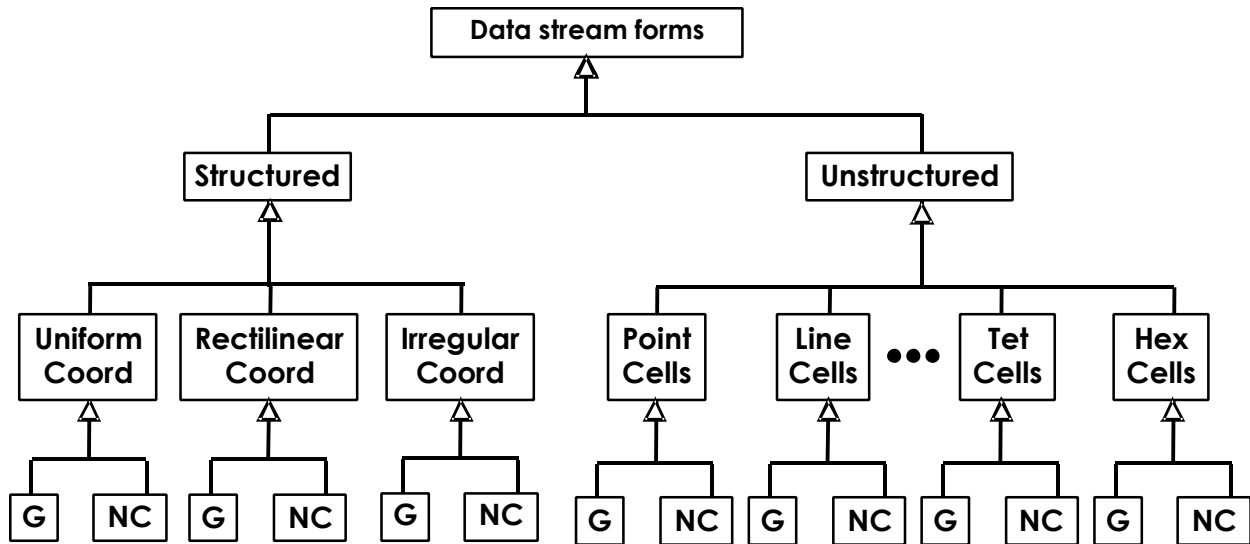 Data stream forms
Structured
Unstructured
Uniform
Coord
Rectilinear
Coord
Irregular
Coord
Point
Cells
Line
Cells
Tet
Cells
Hex
Cells
G
NC
G
NC
G
NC
G
NC
G
NC
G
NC
G
NC